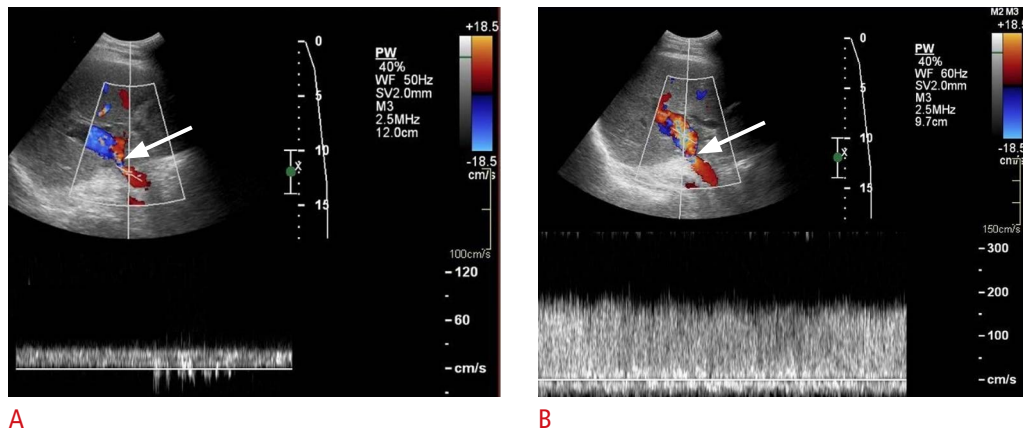 +18.5
-18.5
cm/s
0
5
10
15
x
PW
40%
WF 50Hz
SV2.0mm
M3
2.5MHz
12.0cm
100cm/s
120
60
cm/s
A
M2 M3
+18.5
-18.5
cm/s
0
5
10
15
x
PW
40%
WF 60Hz
SV2.0mm
M3
2.5MHz
9.7cm
150cm/s
300
200
100
cm/s
B